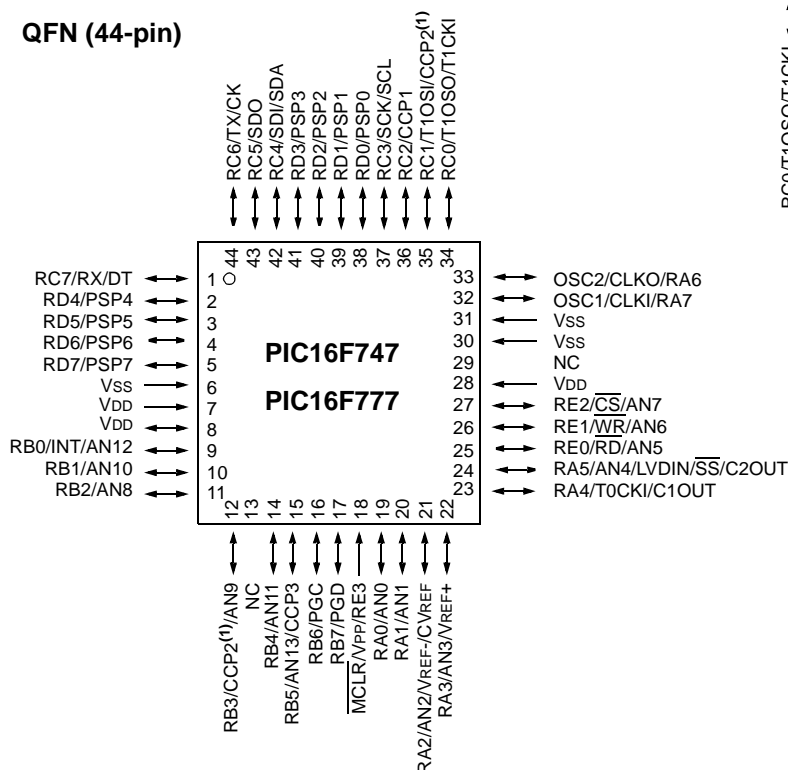 QFN (44-pin)
RC6/TX/CK
RC5/SDO
RC4/SDI/SDA
RD3/PSP3
RD2/PSP2
RD1/PSP1
RD0/PSP0
RC3/SCK/SCL
RC2/CCP1
RC1/T1OSI/CCP2(1)
RC0/T1OSO/T1CKI
44
43
42
41
40
39
38
37
36
35
34
RC7/RX/DT 1
RD4/PSP4 2
RD5/PSP5 3
RD6/PSP6 4
RD7/PSP7 5
VSS 6
VDD 7
VDD 8
RB0/INT/AN12 9
RB1/AN10 10
RB2/AN8 11
PIC16F747
PIC16F777
33 OSC2/CLKO/RA6
32 OSC1/CLKI/RA7
31 VSS
30 VSS
29 NC
28 VDD
27 RE2/CS/AN7
26 RE1/WR/AN6
25 RE0/RD/AN5
24 RA5/AN4/LVDIN/SS/C2OUT
23 RA4/T0CKI/C1OUT
12
13
14
15
16
17
18
19
20
21
22
RB3/CCP2(1)/AN9
NC
RB4/AN11
RB5/AN13/CCP3
RB6/PGC
RB7/PGD
MCLR/VPP/RE3
RA0/AN0
RA1/AN1
RA2/AN2/VREF-/CVREF
RA3/AN3/VREF+
RC0/T1OSO/T1CKI